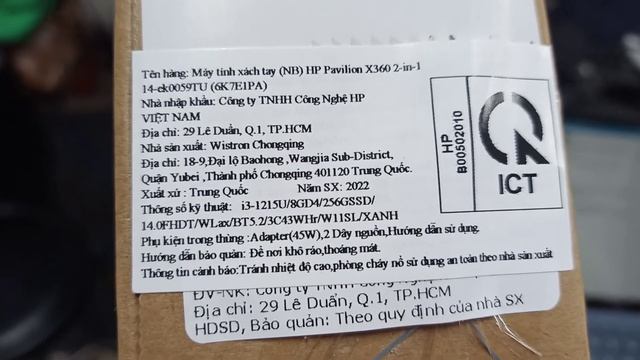 Tên hàng: Máy tính xách tay (NB) HP Pavilion X360 2-in-1
14-ek0059TU (6K7E1PA)
Nhà nhập khẩu: Công ty TNHH Công Nghệ HP
VIỆT NAM
Địa chỉ: 29 Lê Duẩn, Q.1, TP.HCM
Nhà sản xuất: Wistron Chongqing
Địa chỉ: 18-9,Đại lộ Baohong ,Wangjia Sub-District,
Quận Yubei ,Thành phố Chongqing 401120 Trung Quốc.
Xuất xứ : Trung Quốc Năm SX: 2022
Thông số kỹ thuật: i3-1215U/8GD4/256GSSD/
14.0FHDT/WLax/BT5.2/3C43WHr/W11SL/XANH
Phụ kiện trong thùng :Adapter(45W),2 Dây nguồn,Hướng dẫn sử dụng.
Hướng dẫn bảo quản: Để nơi khô ráo,thoáng mát.
Thông tin cảnh báo:Tránh nhiệt độ cao,phòng cháy nổ sử dụng an toàn theo nhà sản xuất
HP
B00502010
ICT
ĐV-NK: Công ty TNHH
Địa chỉ: 29 Lê Duẩn, Q.1, TP.HCM
HDSD, Bảo quản: Theo quy định của nhà SX